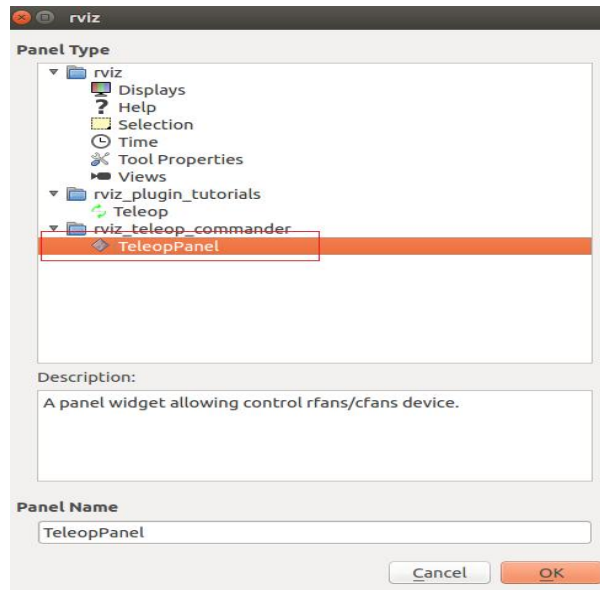 rviz
Panel Type
rviz
Displays
Help
Selection
Time
Tool Properties
Views
rviz_plugin_tutorials
Teleop
rviz_teleop_commander
TeleopPanel
Description:
A panel widget allowing control rfans/cfans device.
Panel Name
TeleopPanel
Cancel OK